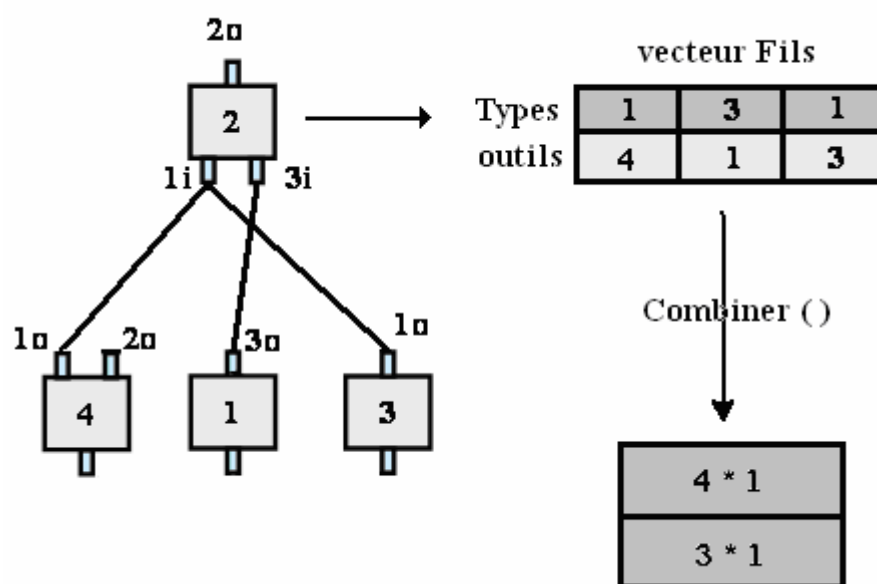 2o
vecteur Fils
2
Types 1 3 1
outils 4 1 3
1i 3i
Combiner ()
1o 2o 3o 1o
4 1 3
4 * 1
3 * 1